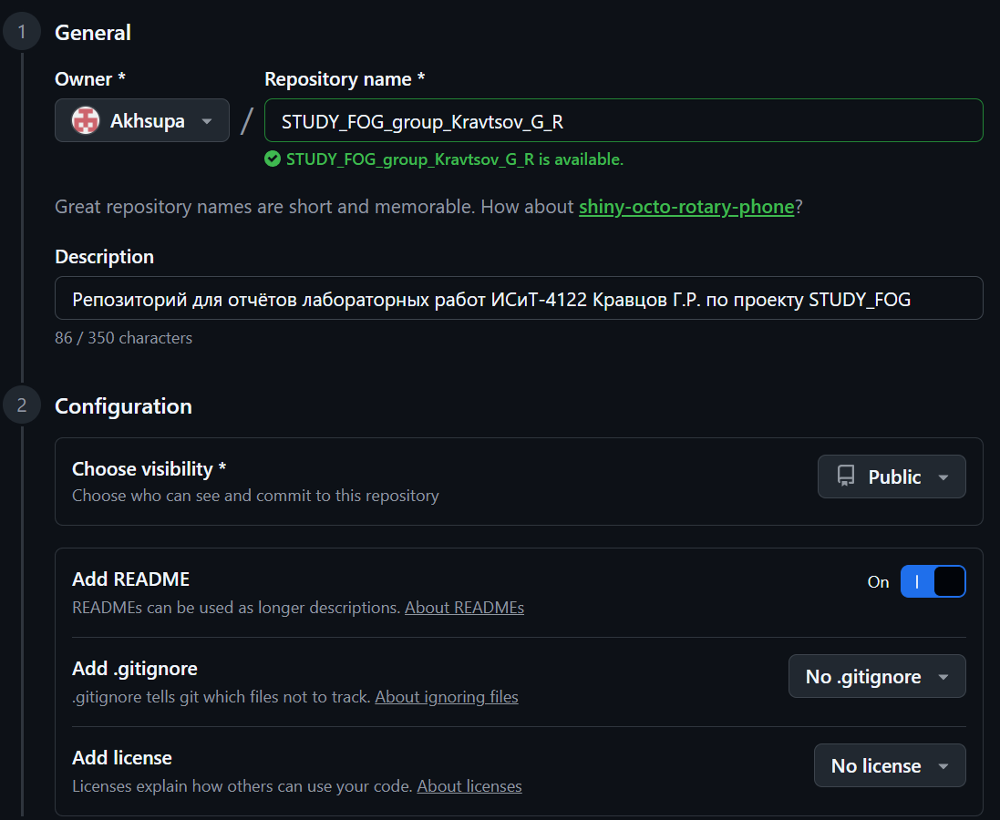 1 General
Owner * Repository name *
Akhsupa / STUDY_FOG_group_Kravtsov_G_R
STUDY_FOG_group_Kravtsov_G_R is available.
Great repository names are short and memorable. How about shiny-octo-rotary-phone?
Description
Репозиторий для отчётов лабораторных работ ИСиТ-4122 Кравцов Г.Р. по проекту STUDY_FOG
86 / 350 characters
2 Configuration
Choose visibility *
Choose who can see and commit to this repository
Public
Add README
READMEs can be used as longer descriptions. About READMEs
On
Add .gitignore
.gitignore tells git which files not to track. About ignoring files
No .gitignore
Add license
Licenses explain how others can use your code. About licenses
No license